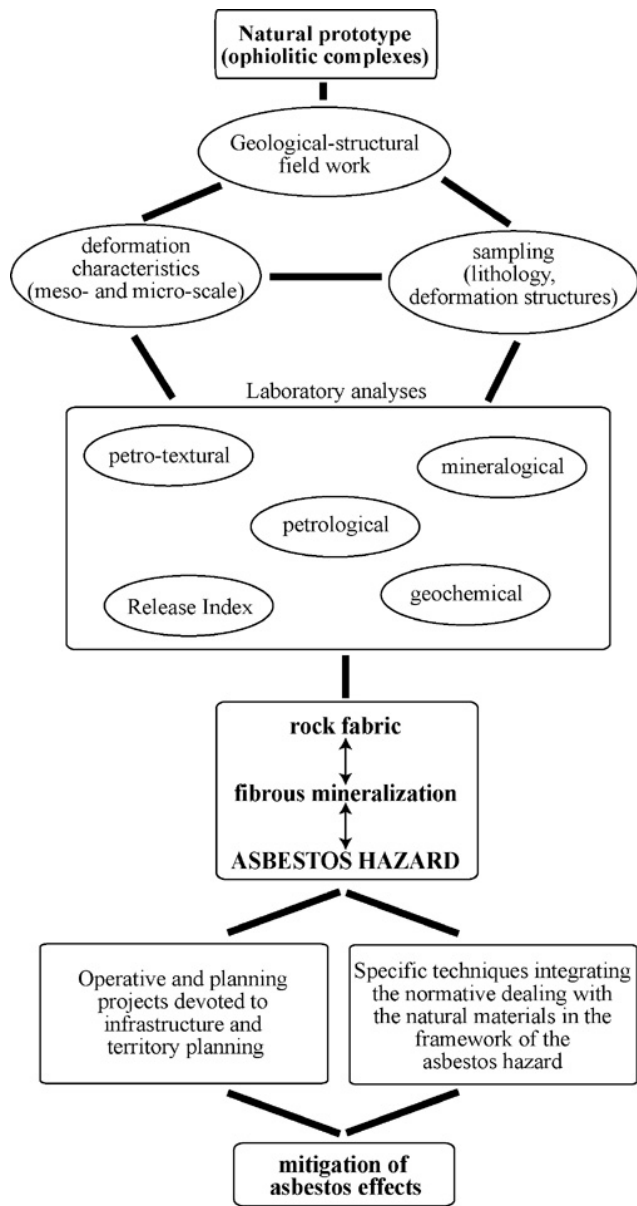 Natural prototype
(ophiolitic complexes)
Geological-structural
field work
deformation
characteristics
(meso- and micro-scale)
sampling
(lithology,
deformation structures)
Laboratory analyses
petro-textural
mineralogical
petrological
Release Index
geochemical
rock fabric
fibrous mineralization
ASBESTOS HAZARD
Operative and planning
projects devoted to
infrastructure and
territory planning
Specific techniques integrating
the normative dealing with
the natural materials in the
framework of the
asbestos hazard
mitigation of
asbestos effects